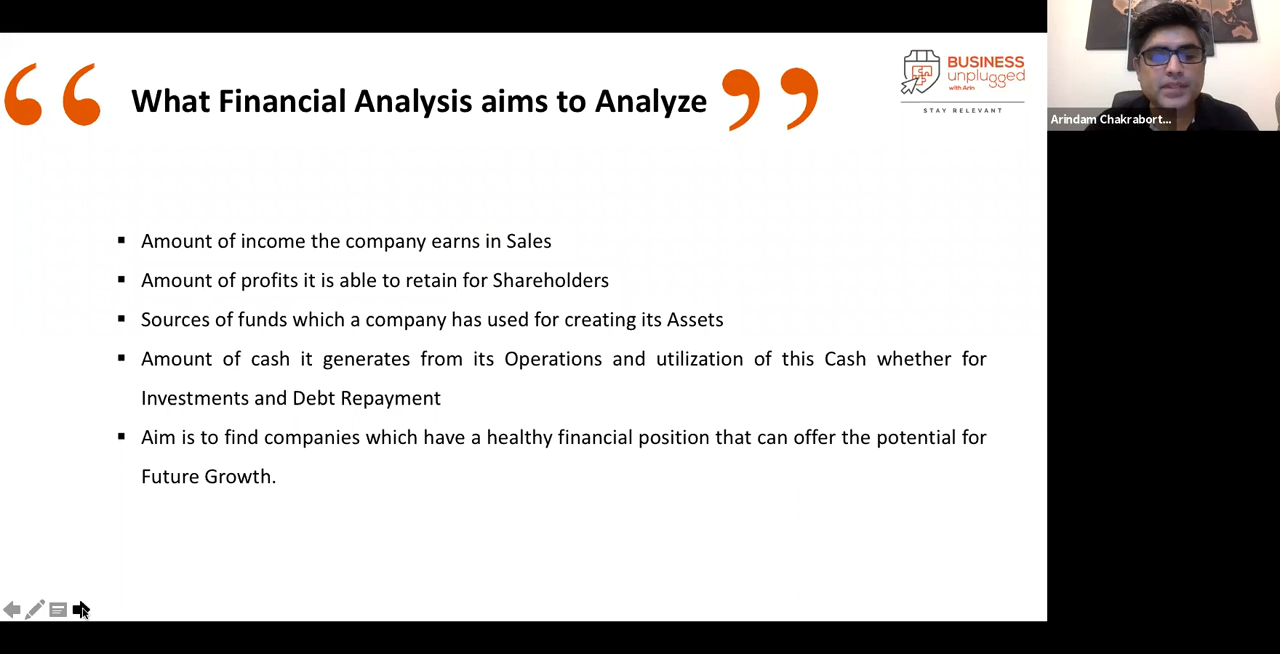 What Financial Analysis aims to Analyze
BUSINESS
unplugged
with Arin
STAY RELEVANT
Arindam Chakrabort...
▪ Amount of income the company earns in Sales
▪ Amount of profits it is able to retain for Shareholders
▪ Sources of funds which a company has used for creating its Assets
▪ Amount of cash it generates from its Operations and utilization of this Cash whether for
Investments and Debt Repayment
▪ Aim is to find companies which have a healthy financial position that can offer the potential for
Future Growth.